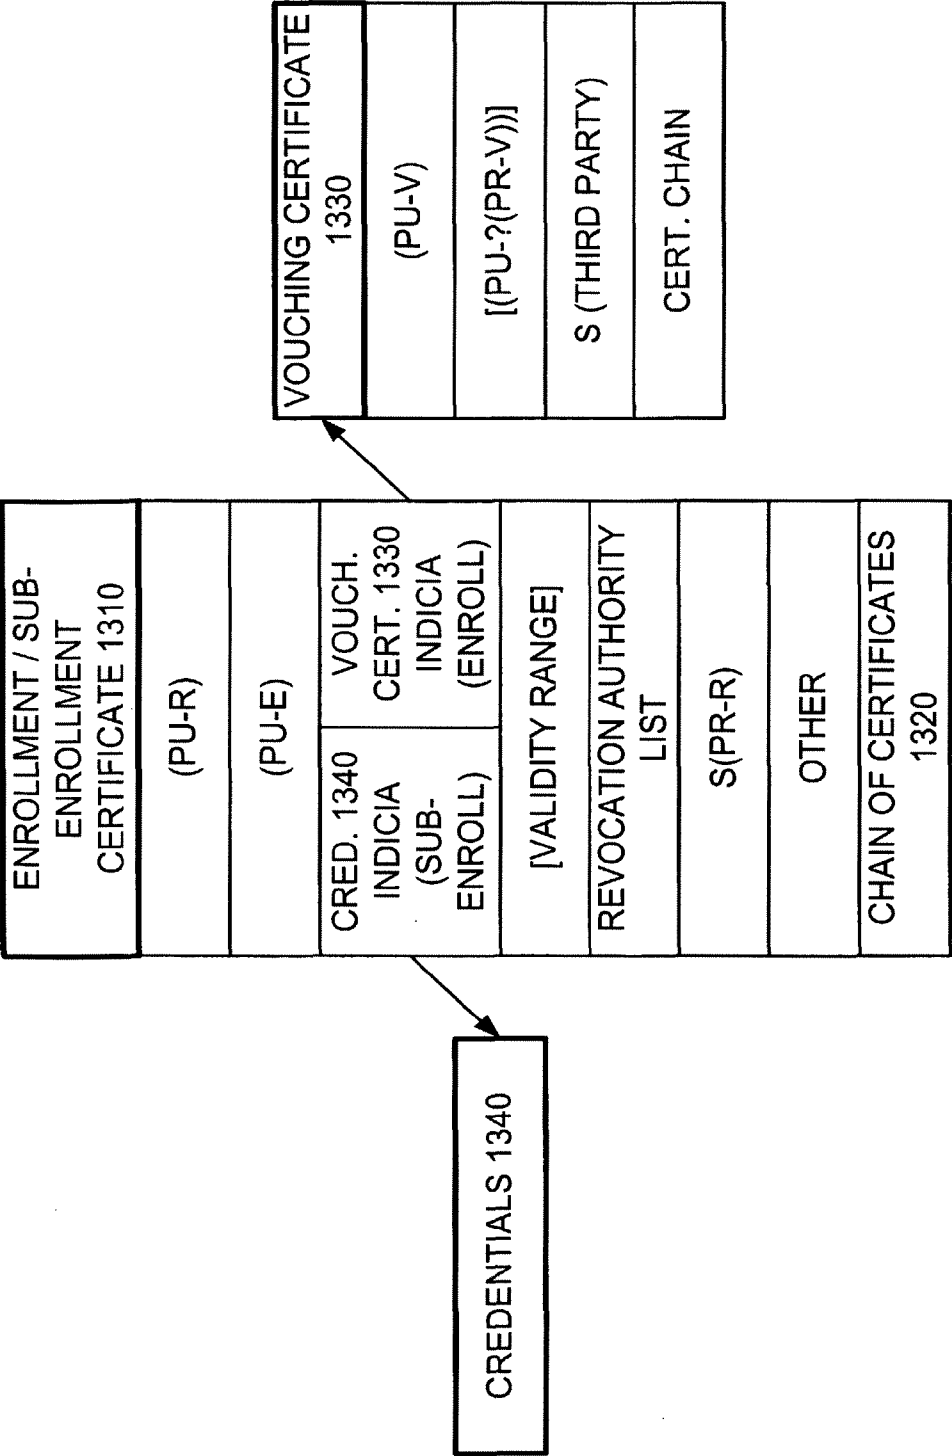 CREDENTIALS 1340
ENROLLMENT / SUB-
ENROLLMENT
CERTIFICATE 1310
(PU-R)
(PU-E)
CRED. 1340
INDICIA
(SUB-
ENROLL)
VOUCH.
CERT. 1330
INDICIA
(ENROLL)
[VALIDITY RANGE]
REVOCATION AUTHORITY
LIST
S(PR-R)
OTHER
CHAIN OF CERTIFICATES
1320
VOUCHING CERTIFICATE
1330
(PU-V)
[(PU-?(PR-V))]
S (THIRD PARTY)
CERT. CHAIN